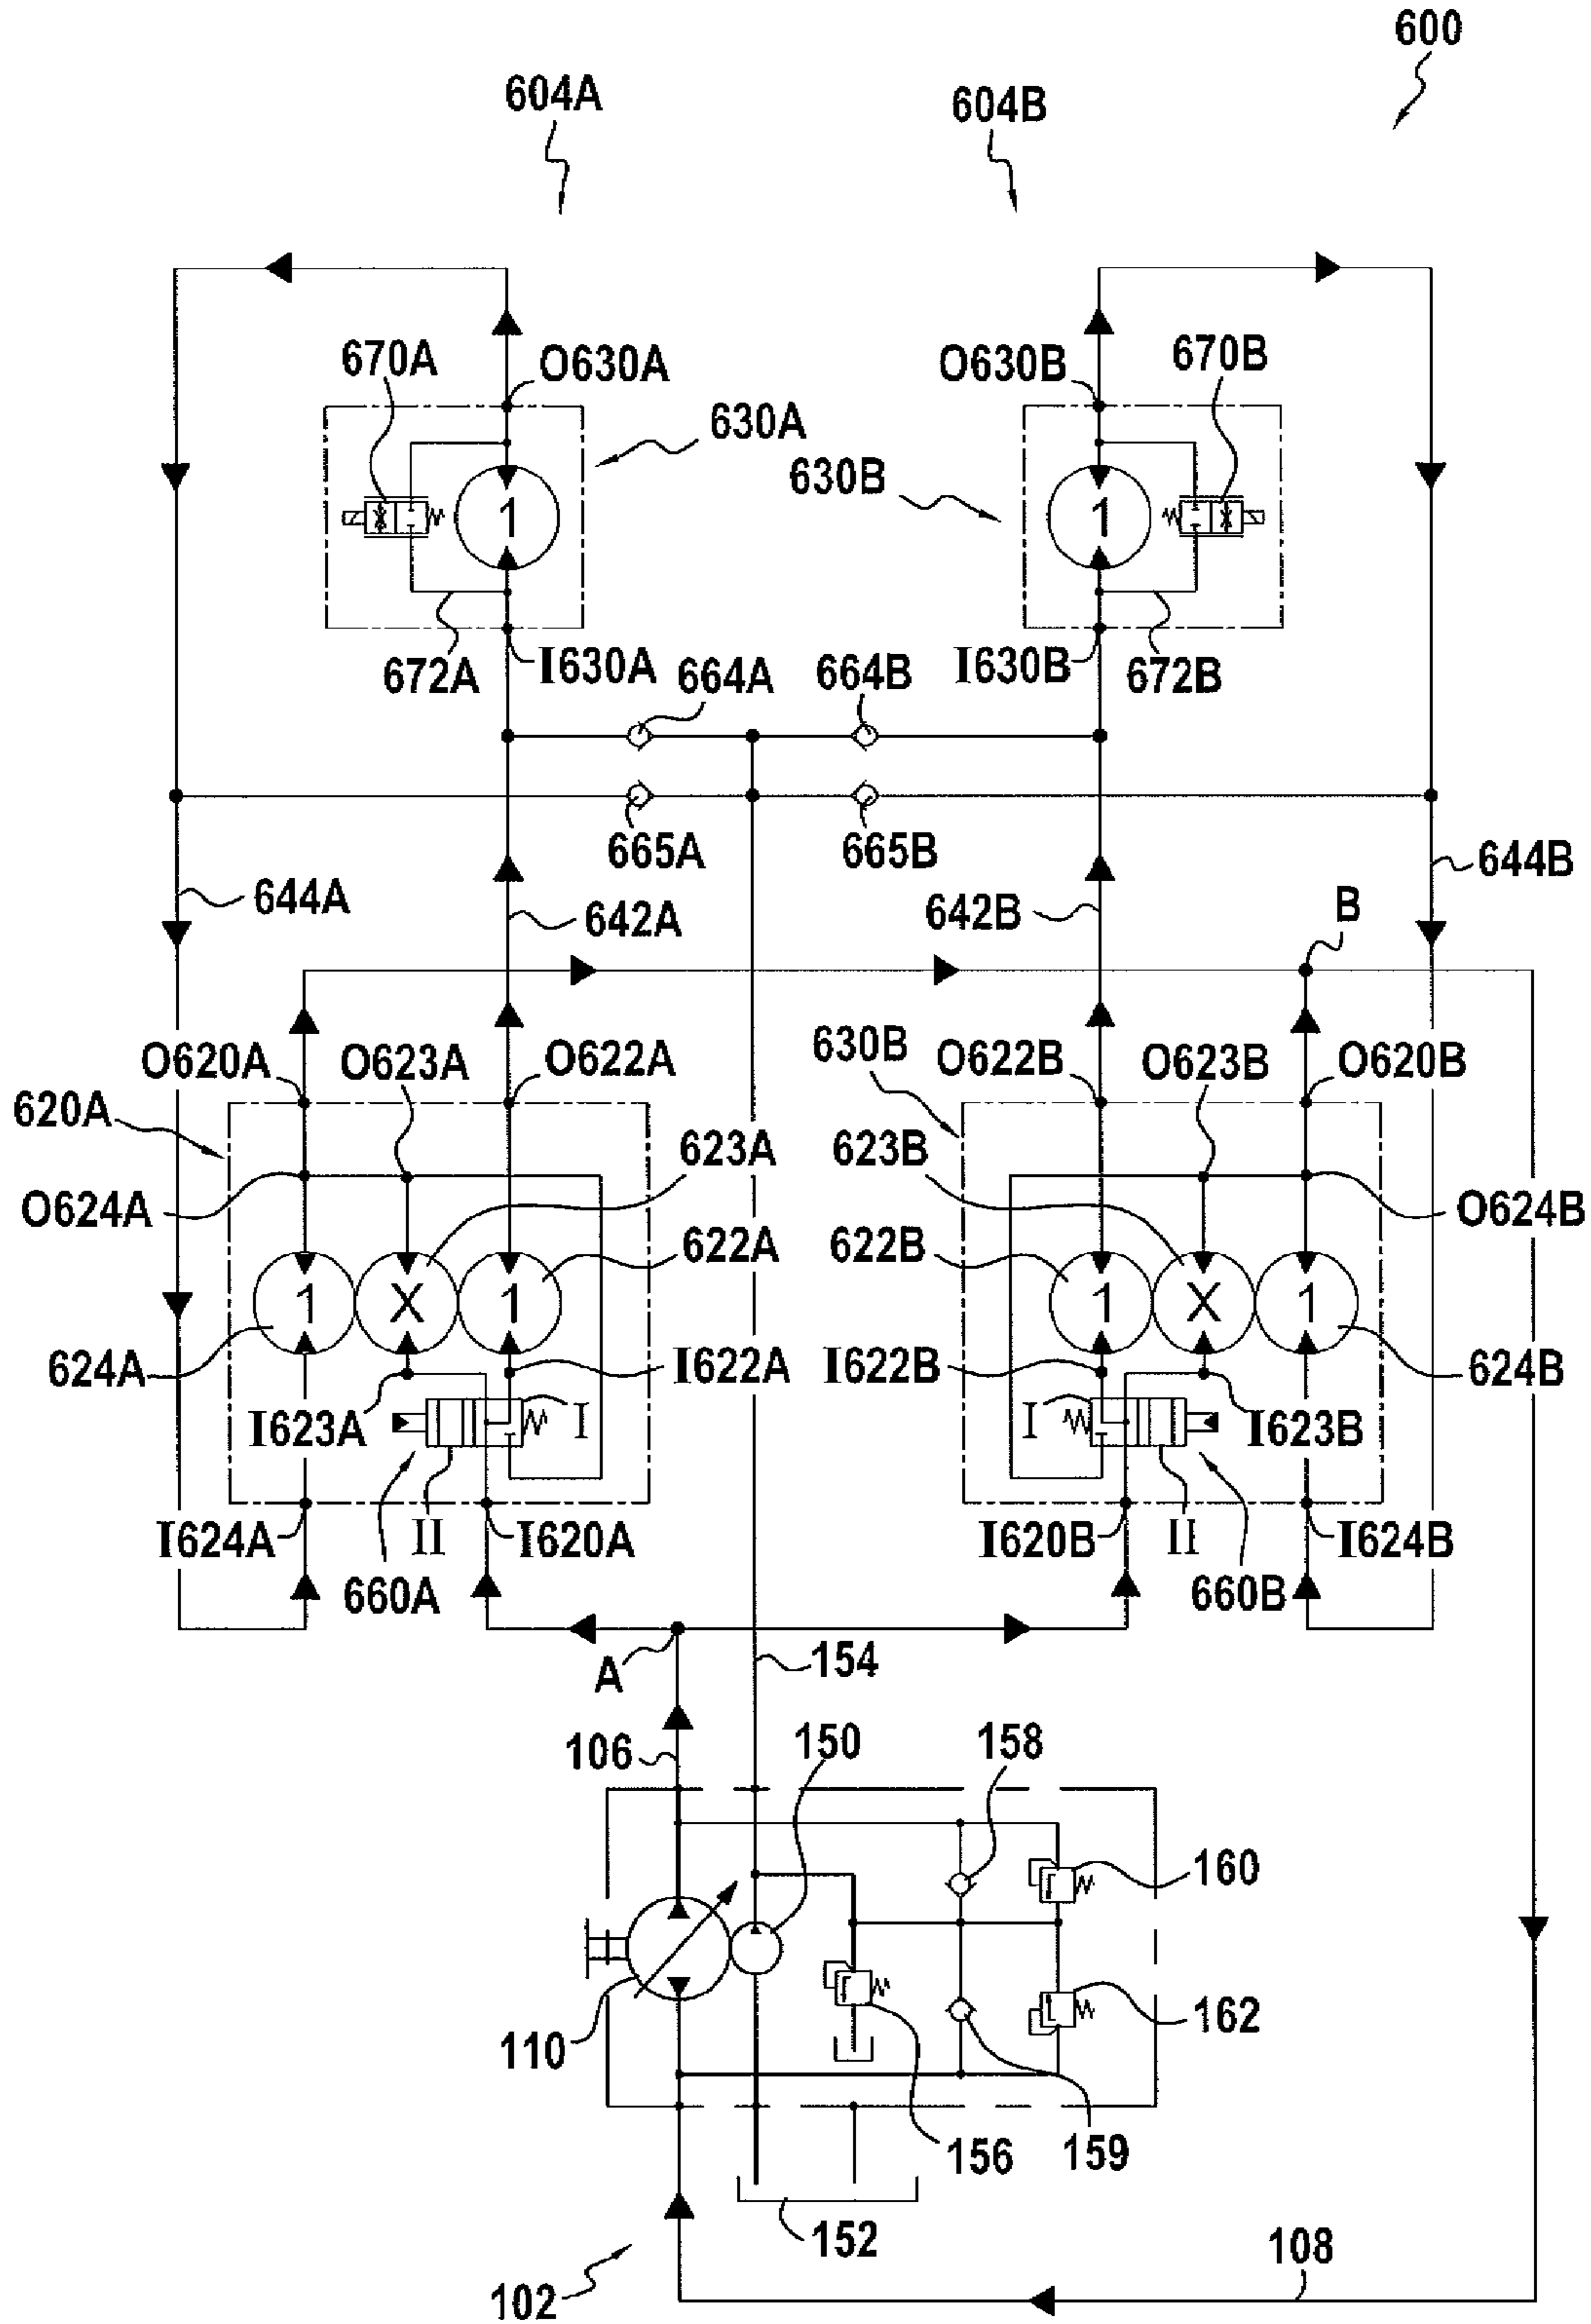 600
604A
604B
670A
O630A
O630B
670B
630A
630B
1
1
672A
I630A
664A
664B
I630B
672B
665A
665B
644B
644A
642A
642B
B
O620A
O623A
O622A
630B
O622B
O623B
O620B
620A
623A
623B
O624A
O624B
622A
622B
1
X
1
1
X
1
624A
I622A
I622B
624B
I623A
I
I
I623B
I624A
II
I620A
I620B
II
I624B
660A
660B
A
154
106
150
158
160
110
162
156
159
152
102
108